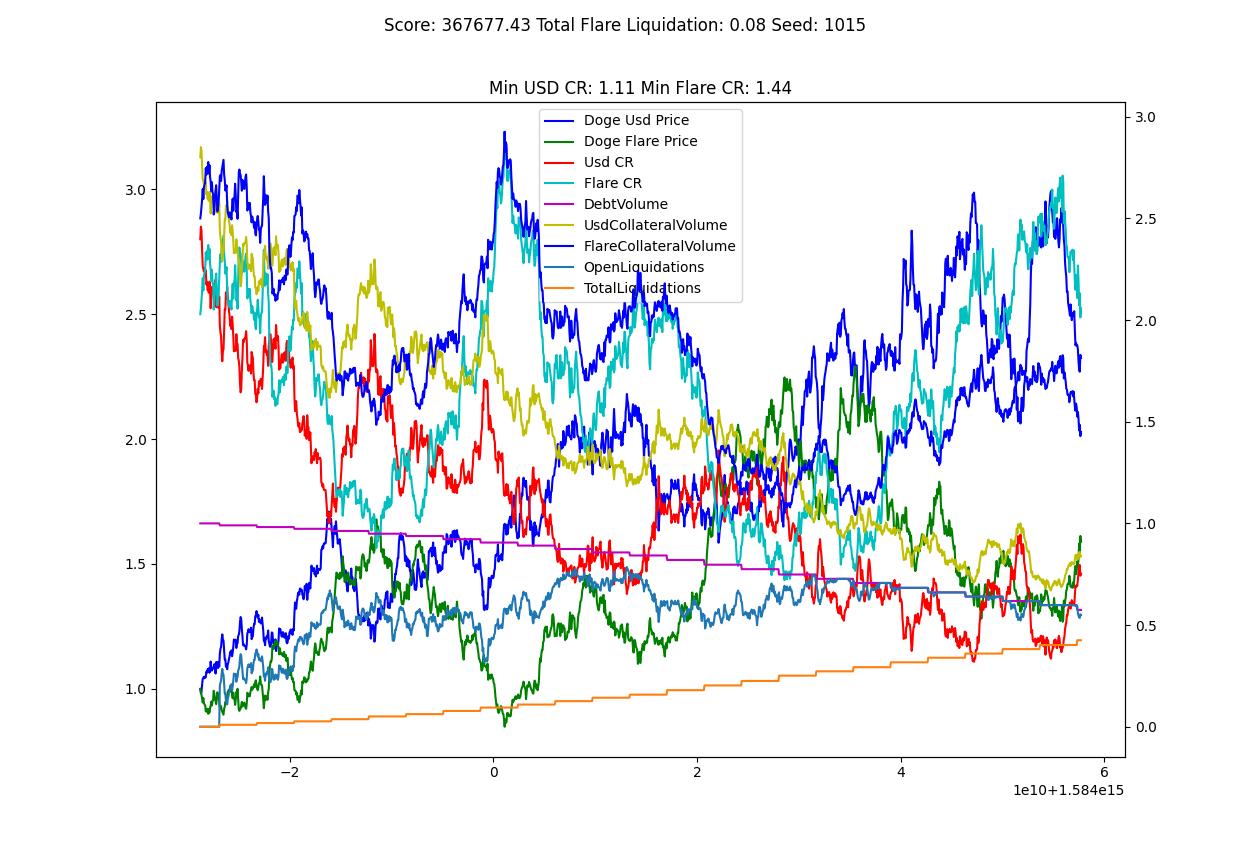 Score: 367677.43 Total Flare Liquidation: 0.08 Seed: 1015
Min USD CR: 1.11 Min Flare CR: 1.44
Doge Usd Price
Doge Flare Price
Usd CR
Flare CR
DebtVolume
UsdCollateralVolume
FlareCollateralVolume
OpenLiquidations
TotalLiquidations
3.0
2.5
2.0
1.5
1.0
3.0
2.5
2.0
1.5
1.0
0.5
0.0
−2 0 2 4 6
1e10+1.584e15